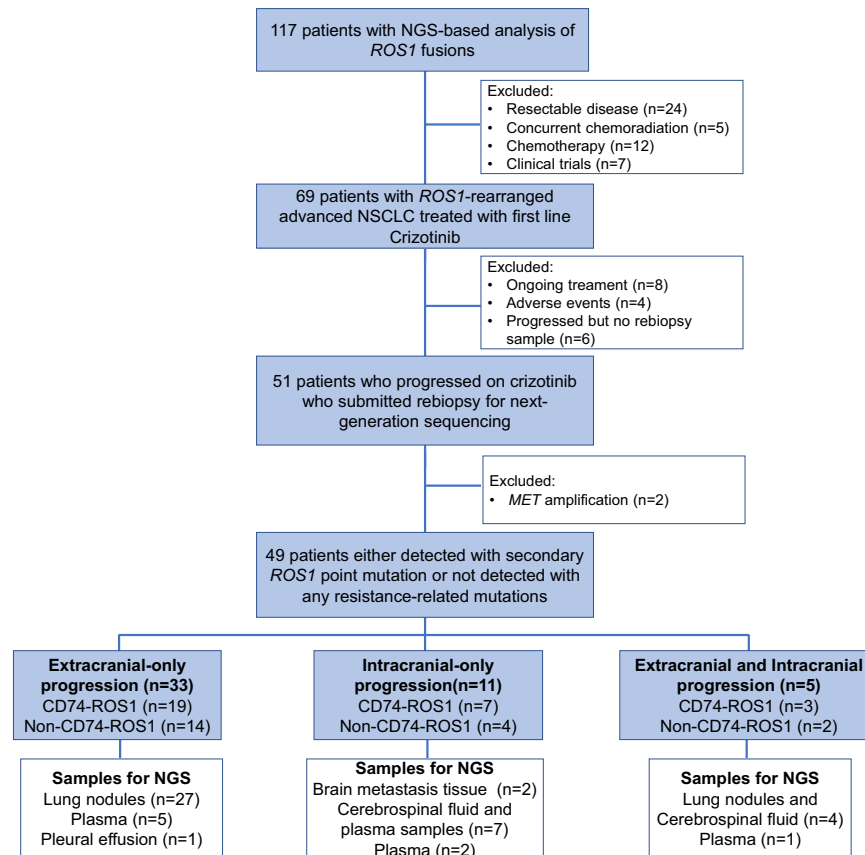 117 patients with NGS-based analysis of
ROS1 fusions
Excluded:
• Resectable disease (n=24)
• Concurrent chemoradiation (n=5)
• Chemotherapy (n=12)
• Clinical trials (n=7)
69 patients with ROS1-rearranged
advanced NSCLC treated with first line
Crizotinib
Excluded:
• Ongoing treament (n=8)
• Adverse events (n=4)
• Progressed but no rebiopsy
sample (n=6)
51 patients who progressed on crizotinib
who submitted rebiopsy for next-
generation sequencing
Excluded:
• MET amplification (n=2)
49 patients either detected with secondary
ROS1 point mutation or not detected with
any resistance-related mutations
Extracranial-only
progression (n=33)
CD74-ROS1 (n=19)
Non-CD74-ROS1 (n=14)
Intracranial-only
progression(n=11)
CD74-ROS1 (n=7)
Non-CD74-ROS1 (n=4)
Extracranial and Intracranial
progression (n=5)
CD74-ROS1 (n=3)
Non-CD74-ROS1 (n=2)
Samples for NGS
Lung nodules (n=27)
Plasma (n=5)
Pleural effusion (n=1)
Samples for NGS
Brain metastasis tissue (n=2)
Cerebrospinal fluid and
plasma samples (n=7)
Plasma (n=2)
Samples for NGS
Lung nodules and
Cerebrospinal fluid (n=4)
Plasma (n=1)